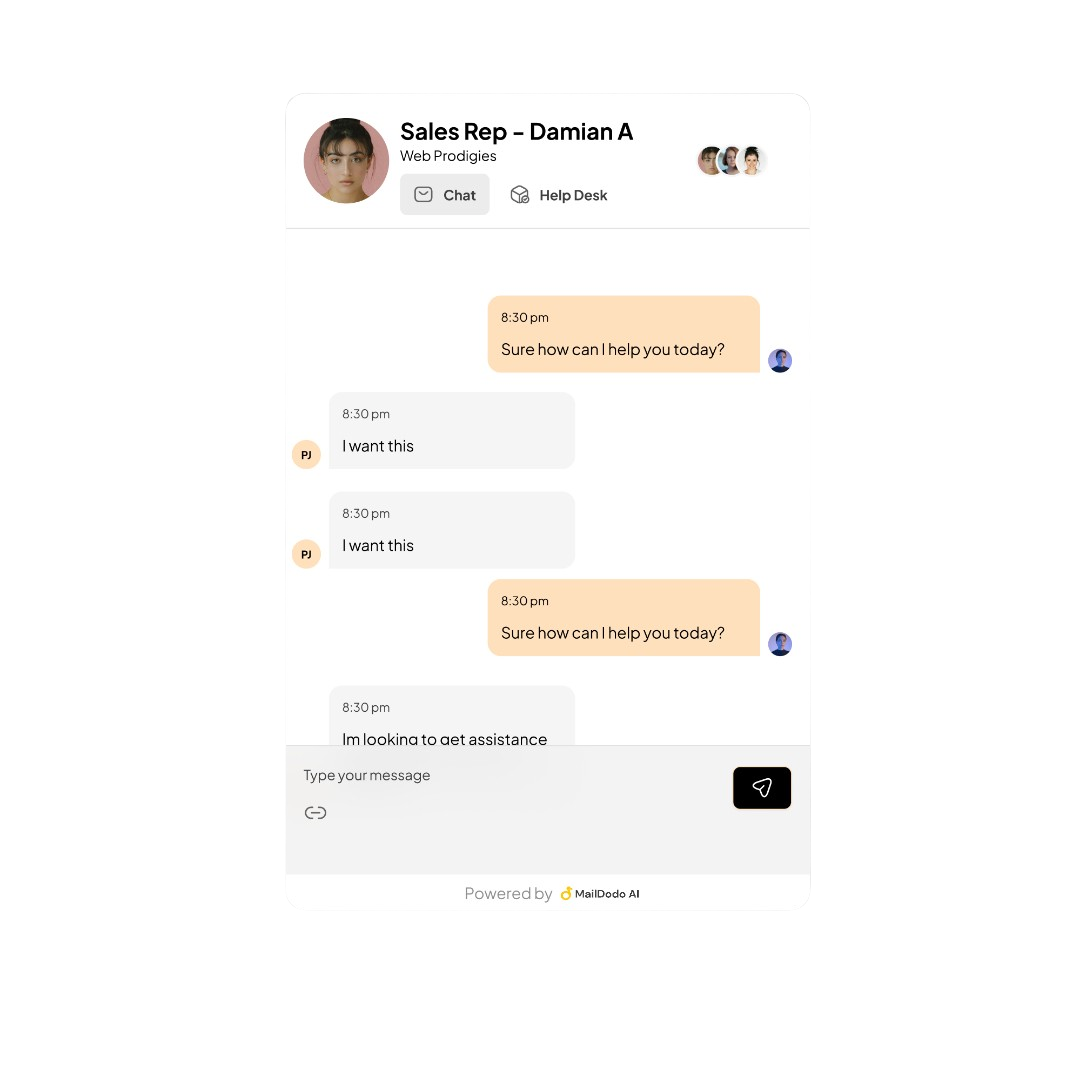 Sales Rep - Damian A
Web Prodigies
Chat
Help Desk
8:30 pm
Sure how can I help you today?
8:30 pm
I want this
PJ
8:30 pm
I want this
PJ
8:30 pm
Sure how can I help you today?
8:30 pm
Im looking to get assistance
Type your message
Powered by MailDodo AI